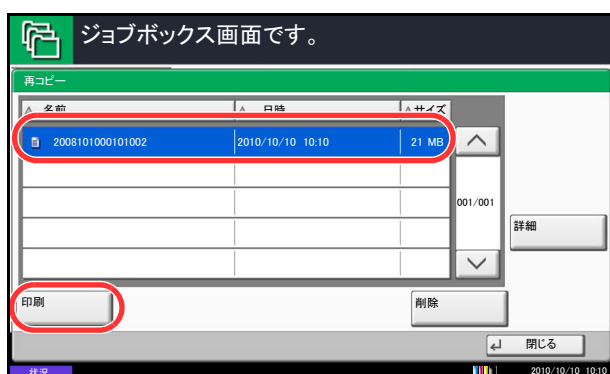 ジョブボックス画面です。
再コピー
名前 日時 サイズ
2008101000101002 2010/10/10 10:10 21 MB
001/001
詳細
印刷 削除
閉じる
状況 2010/10/10 10:10